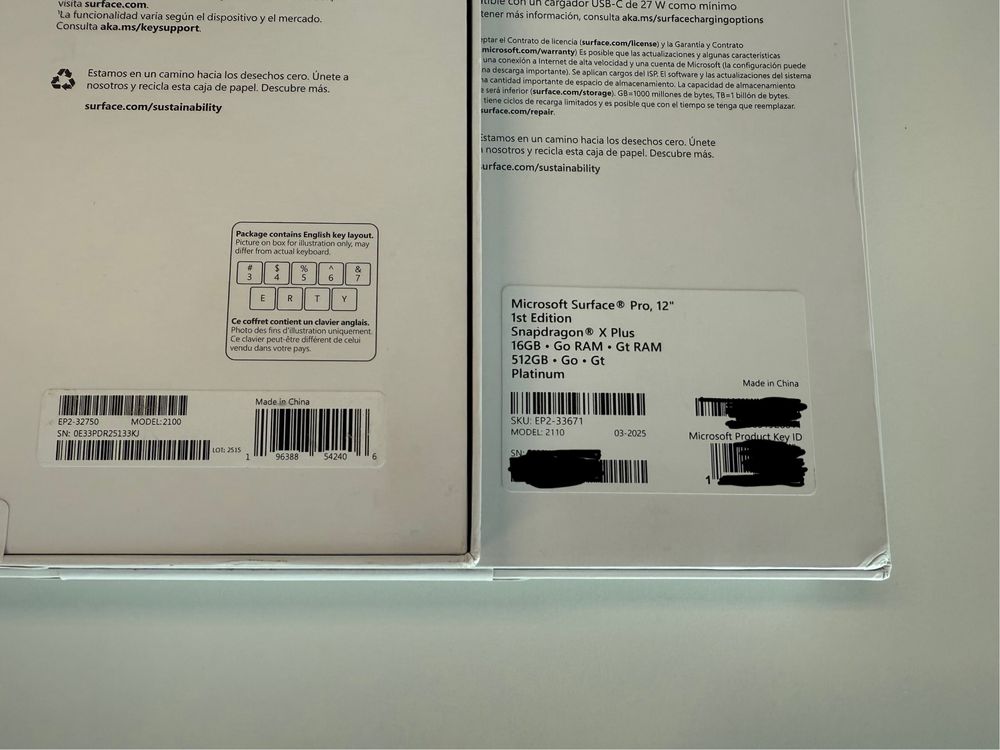 visita surface.com.
¹La funcionalidad varía según el dispositivo y el mercado.
Consulta aka.ms/keysupport.
Estamos en un camino hacia los desechos cero. Únete a
nosotros y recicla esta caja de papel. Descubre más.
surface.com/sustainability
Package contains English key layout.
Picture on box for illustration only, may
differ from actual keyboard.
# $ % ^ &
3 4 5 6 7
E R T Y
Ce coffret contient un clavier anglais.
Photo des fins d'illustration uniquement.
Ce clavier peut-être différent de celui
vendu dans votre pays.
Made in China
EP2-32750 MODEL:2100
SN: 0E33PDR25133KJ
LOT: 2515
1 96388 54240 6
con un cargador USB-C de 27 W como mínimo
tener más información, consulta aka.ms/surfacechargingoptions
el Contrato de licencia (surface.com/license) y la Garantía y Contrato
microsoft.com/warranty) Es posible que las actualizaciones y algunas características
una conexión a Internet de alta velocidad y una cuenta de Microsoft (la configuración puede
descarga importante). Se aplican cargos del ISP. El software y las actualizaciones del sistema
cantidad importante de espacio de almacenamiento. La capacidad de almacenamiento
será inferior (surface.com/storage). GB=1000 millones de bytes, TB=1 billón de bytes.
tiene ciclos de recarga limitados y es posible que con el tiempo se tenga que reemplazar.
surface.com/repair.
Estamos en un camino hacia los desechos cero. Únete
nosotros y recicla esta caja de papel. Descubre más.
surface.com/sustainability
Microsoft Surface® Pro, 12"
1st Edition
Snapdragon® X Plus
16GB • Go RAM • Gt RAM
512GB • Go • Gt
Platinum
Made in China
SKU: EP2-33671
MODEL: 2110 03-2025
Microsoft Product Key ID
SN:
1